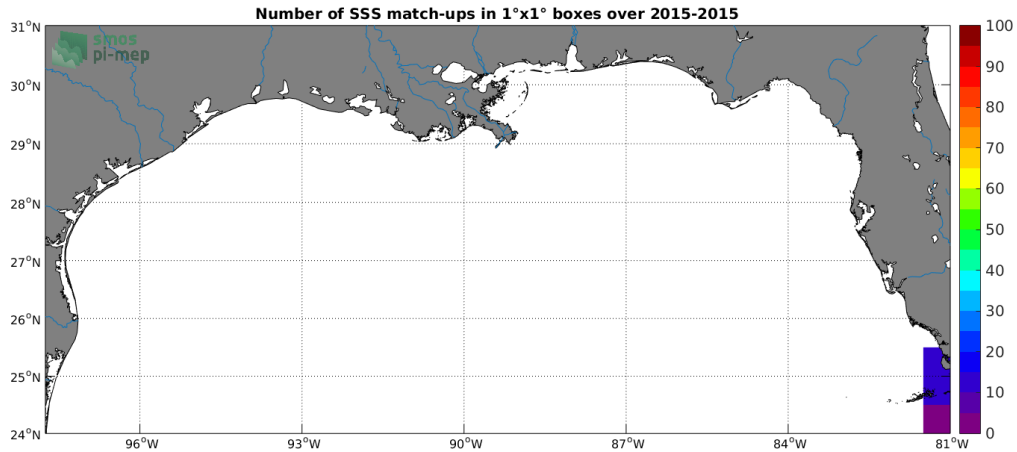 Number of SSS match-ups in 1°x1° boxes over 2015-2015
smos
pi-mep
31°N
30°N
29°N
28°N
27°N
26°N
25°N
24°N
96°W
93°W
90°W
87°W
84°W
81°W
100
90
80
70
60
50
40
30
20
10
0